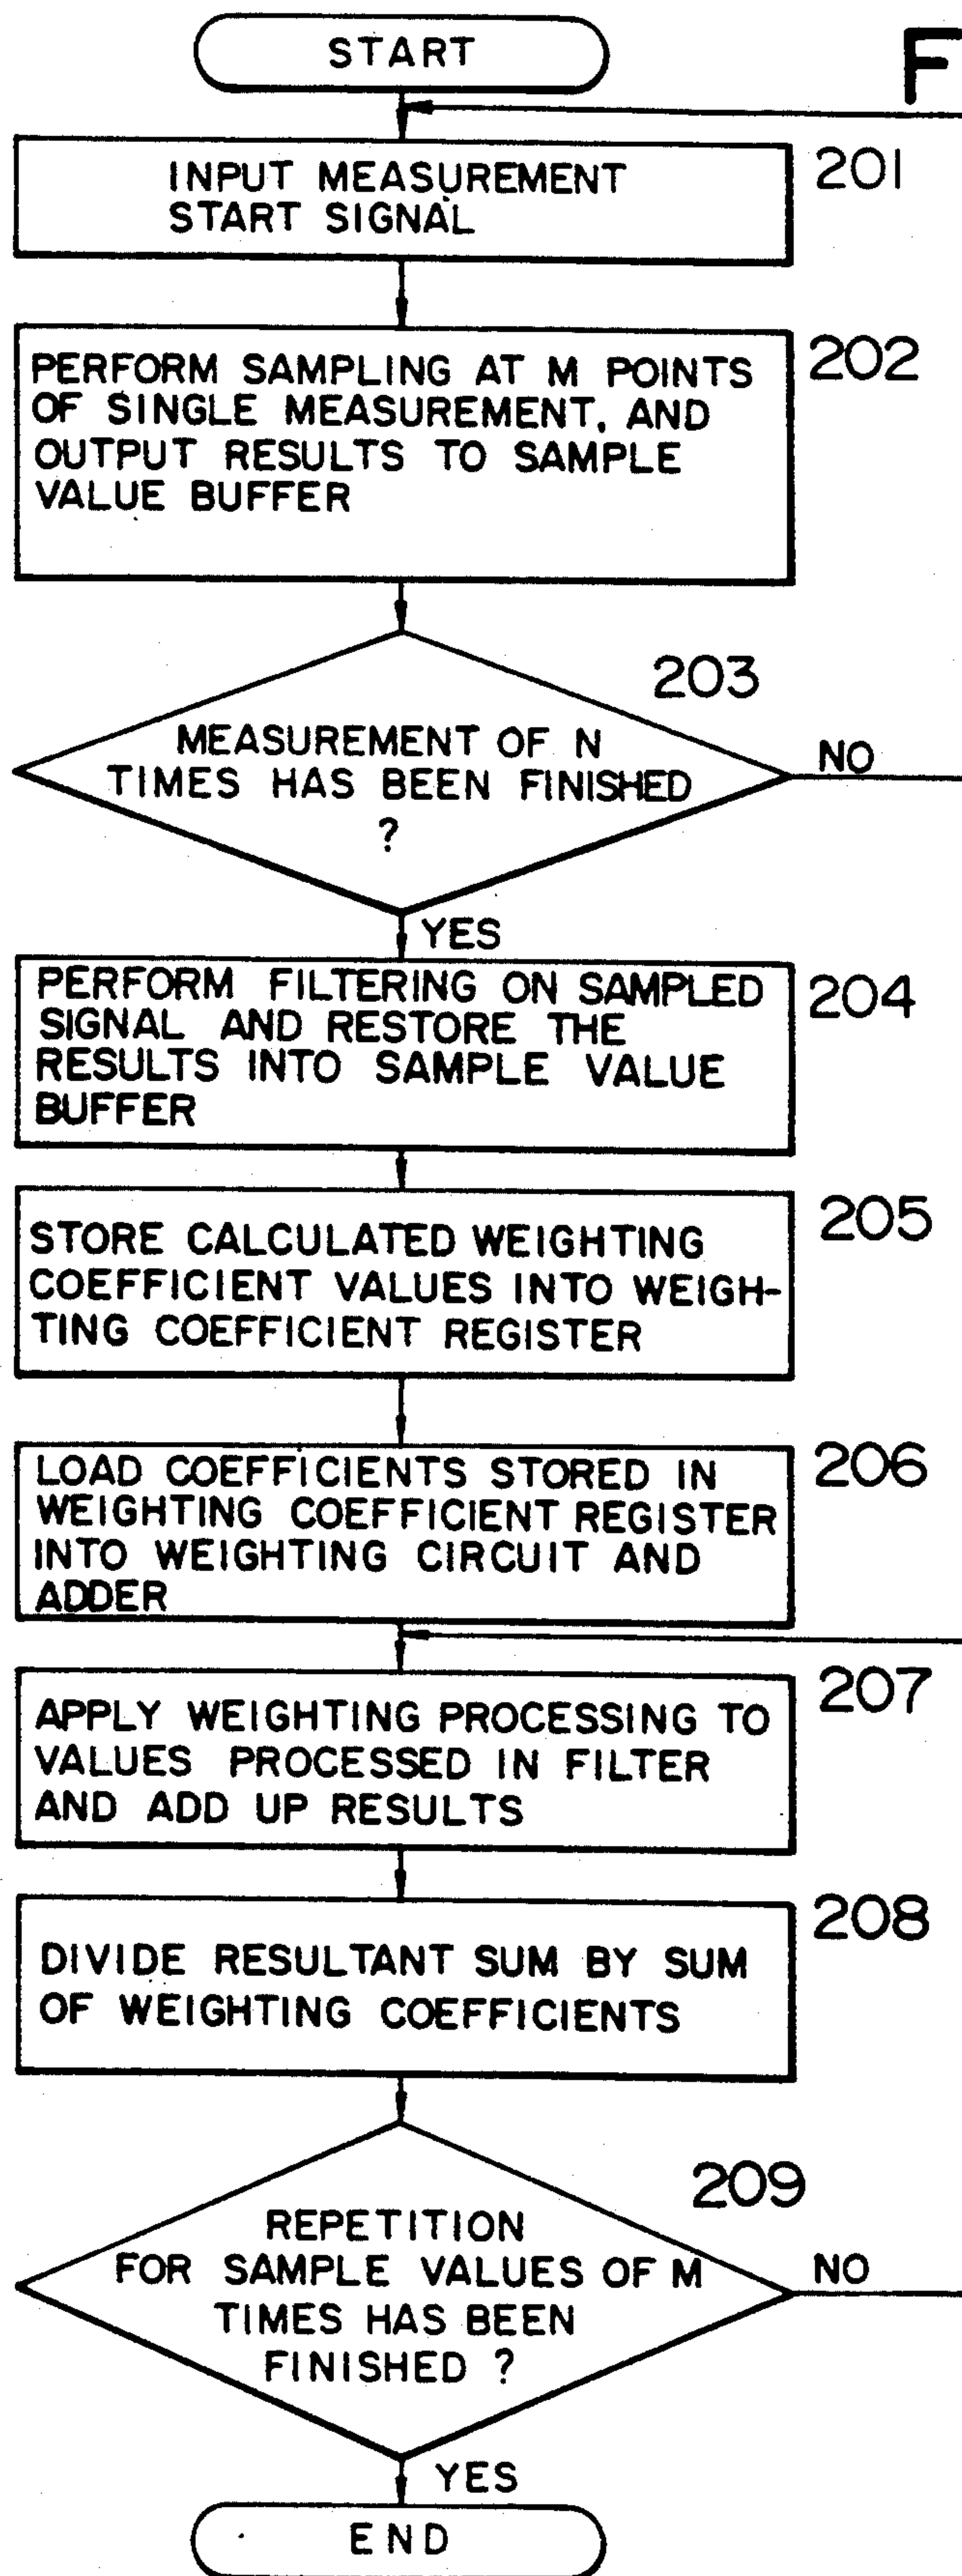 START
F
INPUT MEASUREMENT
START SIGNAL
201
PERFORM SAMPLING AT M POINTS
OF SINGLE MEASUREMENT, AND
OUTPUT RESULTS TO SAMPLE
VALUE BUFFER
202
203
MEASUREMENT OF N
TIMES HAS BEEN FINISHED
?
NO
YES
PERFORM FILTERING ON SAMPLED
SIGNAL AND RESTORE THE
RESULTS INTO SAMPLE VALUE
BUFFER
204
STORE CALCULATED WEIGHTING
COEFFICIENT VALUES INTO WEIGH-
TING COEFFICIENT REGISTER
205
LOAD COEFFICIENTS STORED IN
WEIGHTING COEFFICIENT REGISTER
INTO WEIGHTING CIRCUIT AND
ADDER
206
APPLY WEIGHTING PROCESSING TO
VALUES PROCESSED IN FILTER
AND ADD UP RESULTS
207
DIVIDE RESULTANT SUM BY SUM
OF WEIGHTING COEFFICIENTS
208
209
REPETITION
FOR SAMPLE VALUES OF M
TIMES HAS BEEN
FINISHED ?
NO
YES
END